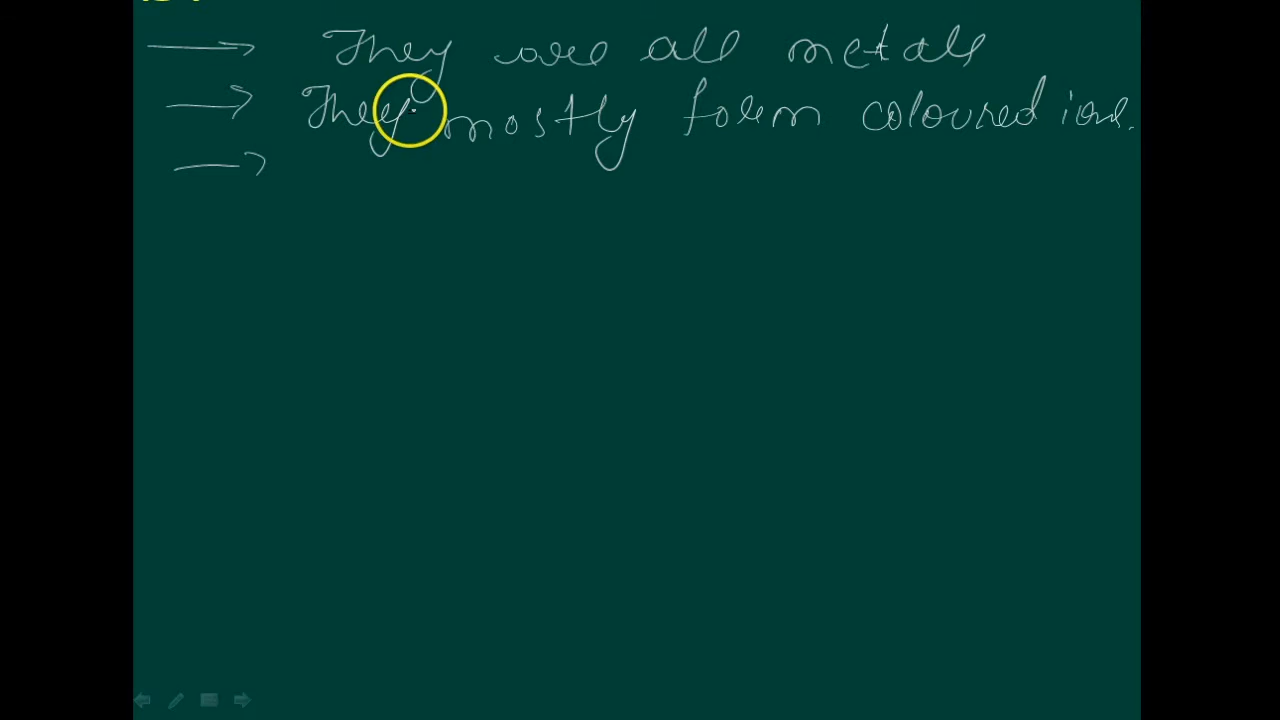 → They are all metals
→ They mostly form coloured ions.
→